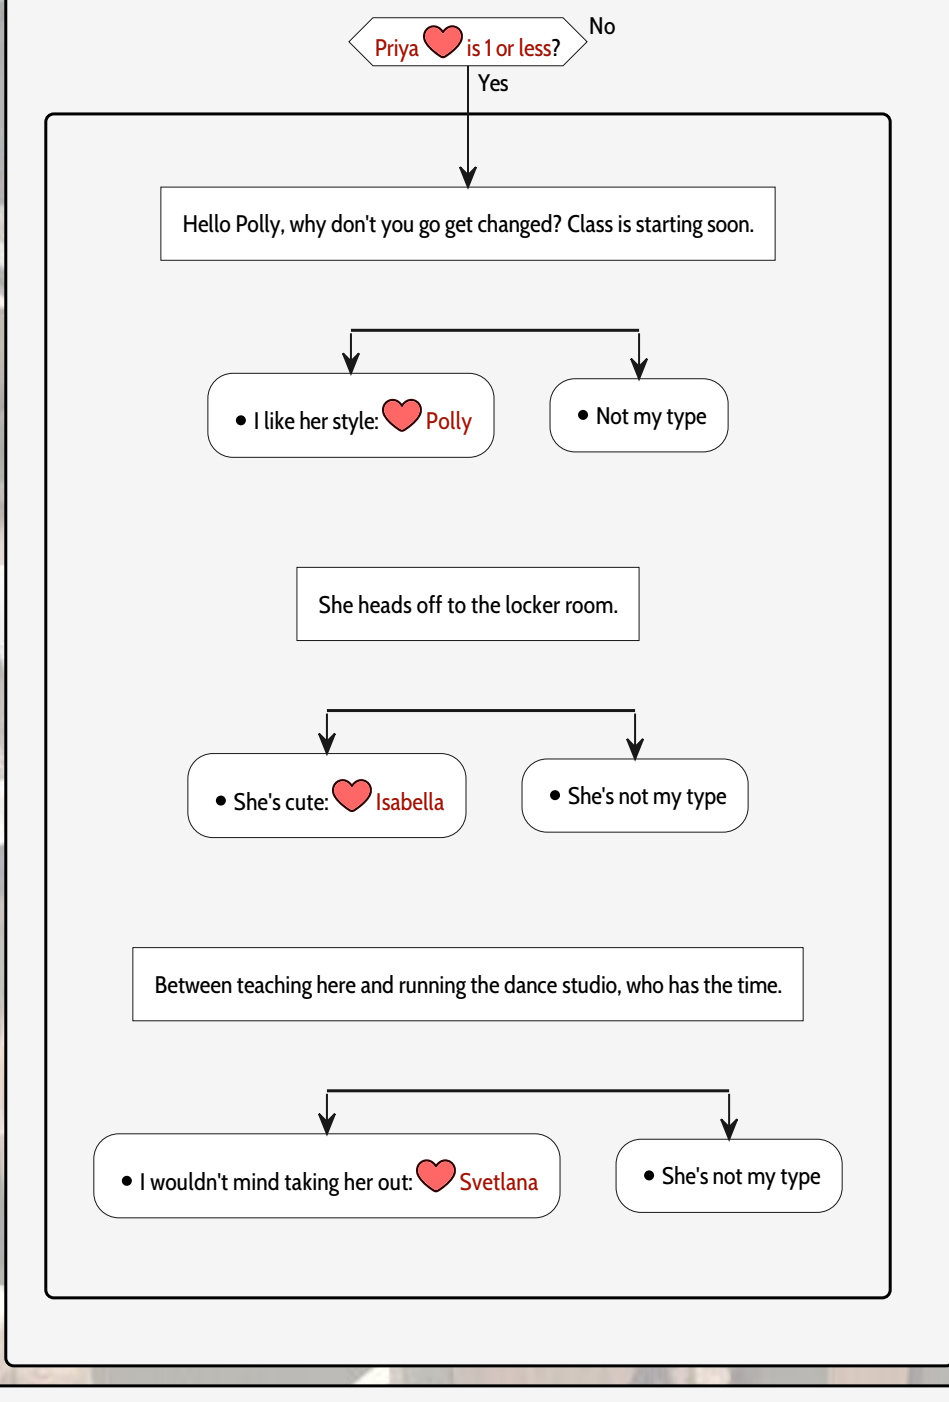 No
Priya is 1 or less?
Yes
Hello Polly, why don't you go get changed? Class is starting soon.
• I like her style: Polly
• Not my type
She heads off to the locker room.
• She's cute: Isabella
• She's not my type
Between teaching here and running the dance studio, who has the time.
• I wouldn't mind taking her out: Svetlana
• She's not my type